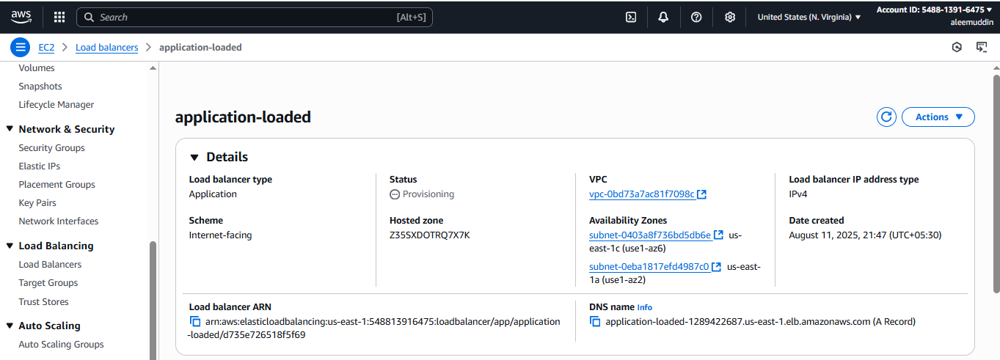 aws
Search
[Alt+S]
United States (N. Virginia)
Account ID: 5488-1391-6475
aleemuddin
EC2
Load balancers
application-loaded
Volumes
Snapshots
Lifecycle Manager
Network & Security
Security Groups
Elastic IPs
Placement Groups
Key Pairs
Network Interfaces
Load Balancing
Load Balancers
Target Groups
Trust Stores
Auto Scaling
Auto Scaling Groups
application-loaded
Actions
Details
Load balancer type
Application
Status
Provisioning
VPC
vpc-0bd73a7ac81f7098c
Load balancer IP address type
IPv4
Scheme
Internet-facing
Hosted zone
Z35SXDOTRQ7X7K
Availability Zones
subnet-0403a8f736bd5db6e us-
east-1c (use1-az6)
subnet-0eba1817efd4987c0 us-east-
1a (use1-az2)
Date created
August 11, 2025, 21:47 (UTC+05:30)
Load balancer ARN
arn:aws:elasticloadbalancing:us-east-1:548813916475:loadbalancer/app/application
-loaded/d735e726518f5f69
DNS name Info
application-loaded-1289422687.us-east-1.elb.amazonaws.com (A Record)